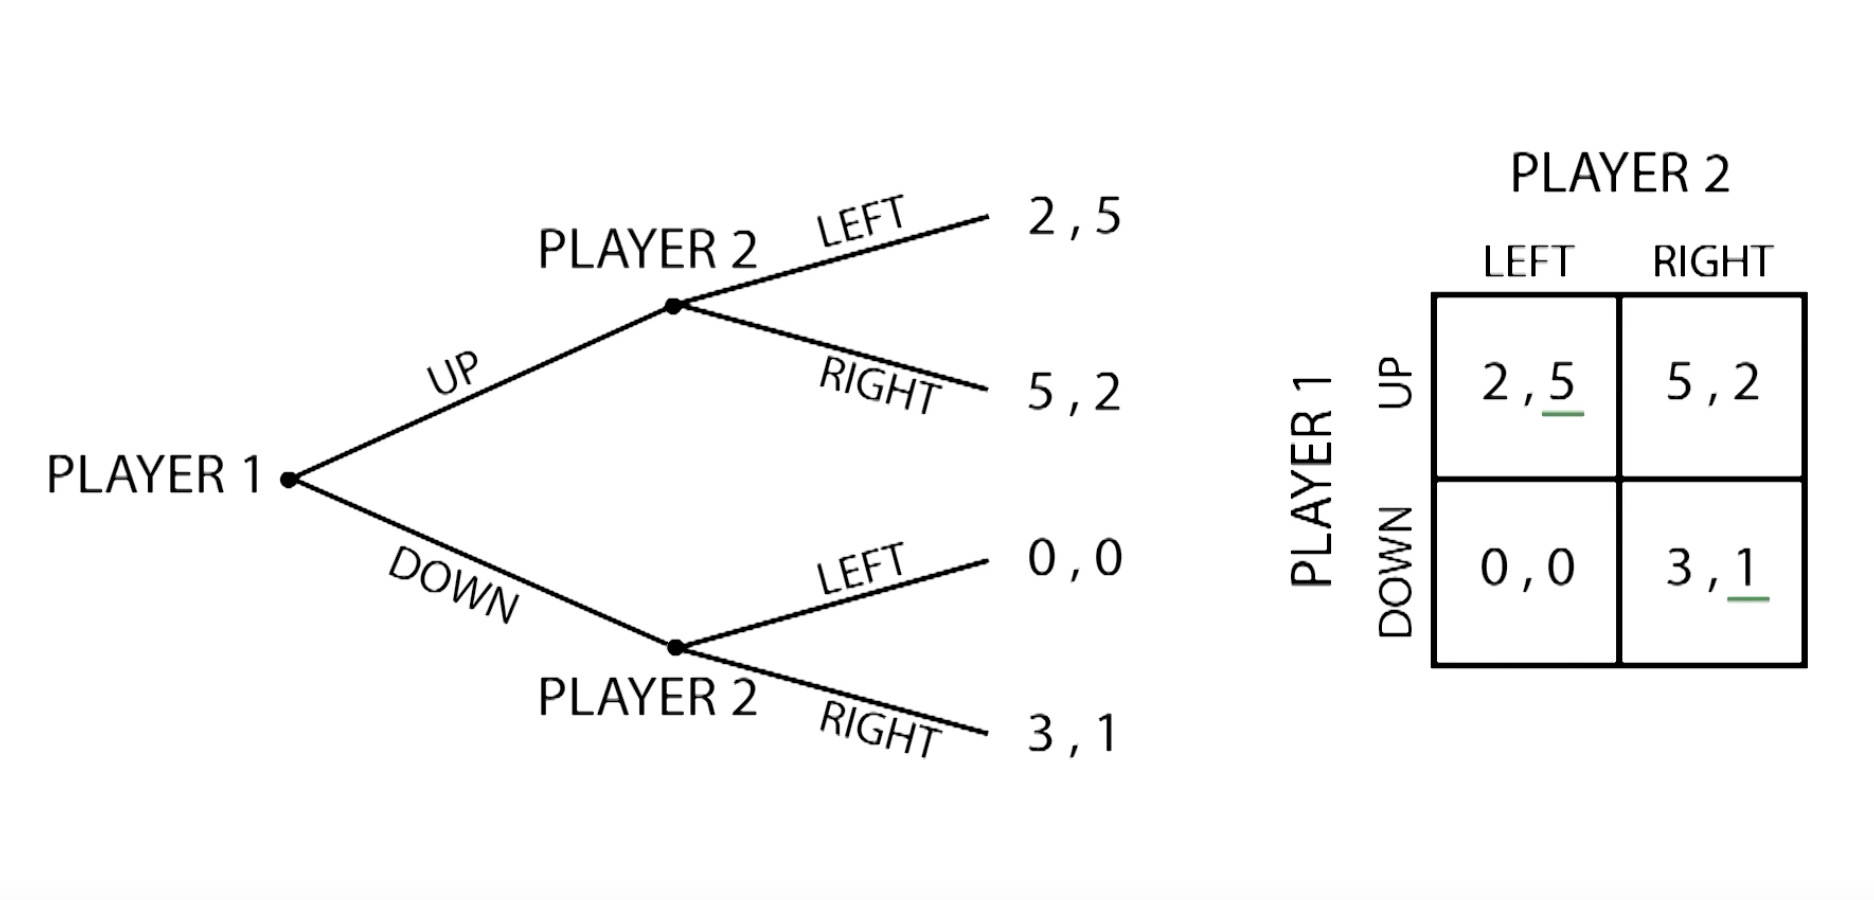 PLAYER 1
UP
DOWN
PLAYER 2
LEFT
2 , 5
RIGHT
5 , 2
PLAYER 2
LEFT
0 , 0
RIGHT
3 , 1
PLAYER 2
LEFT RIGHT
PLAYER 1
UP
2 , 5 5 , 2
DOWN
0 , 0 3 , 1